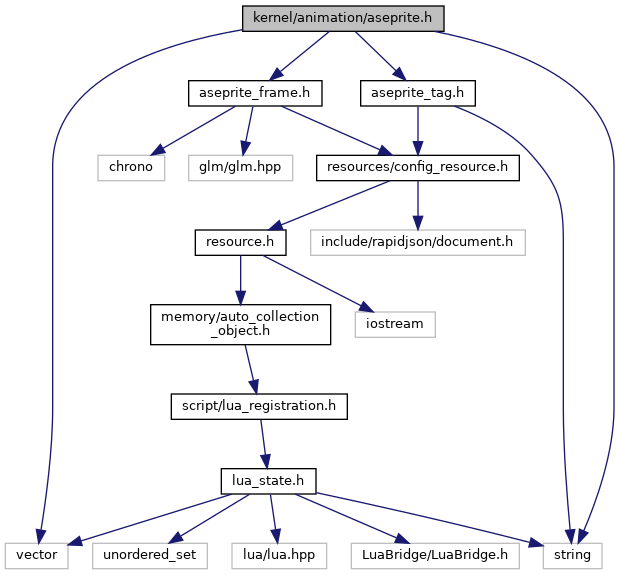 kernel/animation/aseprite.h
aseprite_frame.h
aseprite_tag.h
chrono
glm/glm.hpp
resources/config_resource.h
resource.h
include/rapidjson/document.h
memory/auto_collection
_object.h
iostream
script/lua_registration.h
lua_state.h
vector
unordered_set
lua/lua.hpp
LuaBridge/LuaBridge.h
string